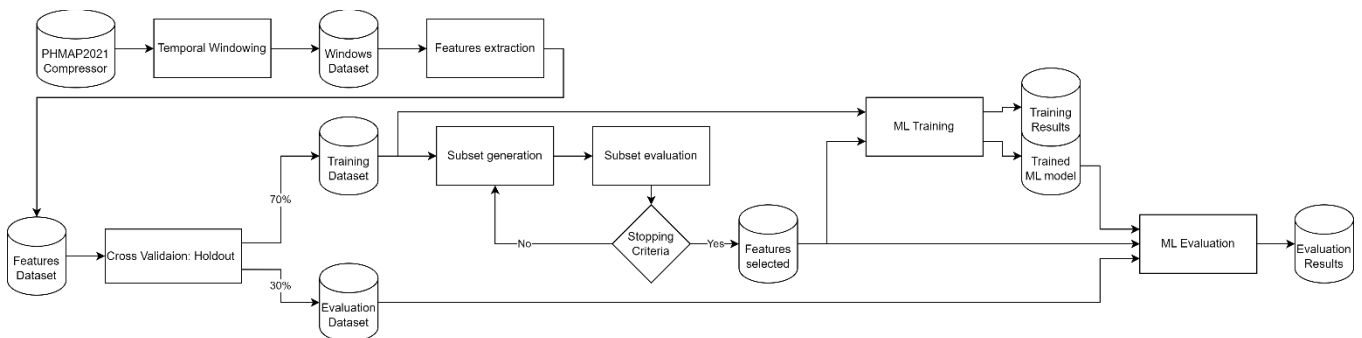 PHMAP2021
Compressor
Temporal Windowing
Windows
Dataset
Features extraction
Training
Dataset
Subset generation
Subset evaluation
ML Training
Training
Results
Trained
ML model
70%
Features
Dataset
Cross Validaion: Holdout
No
Stopping
Criteria
Yes
Features
selected
ML Evaluation
Evaluation
Results
30%
Evaluation
Dataset